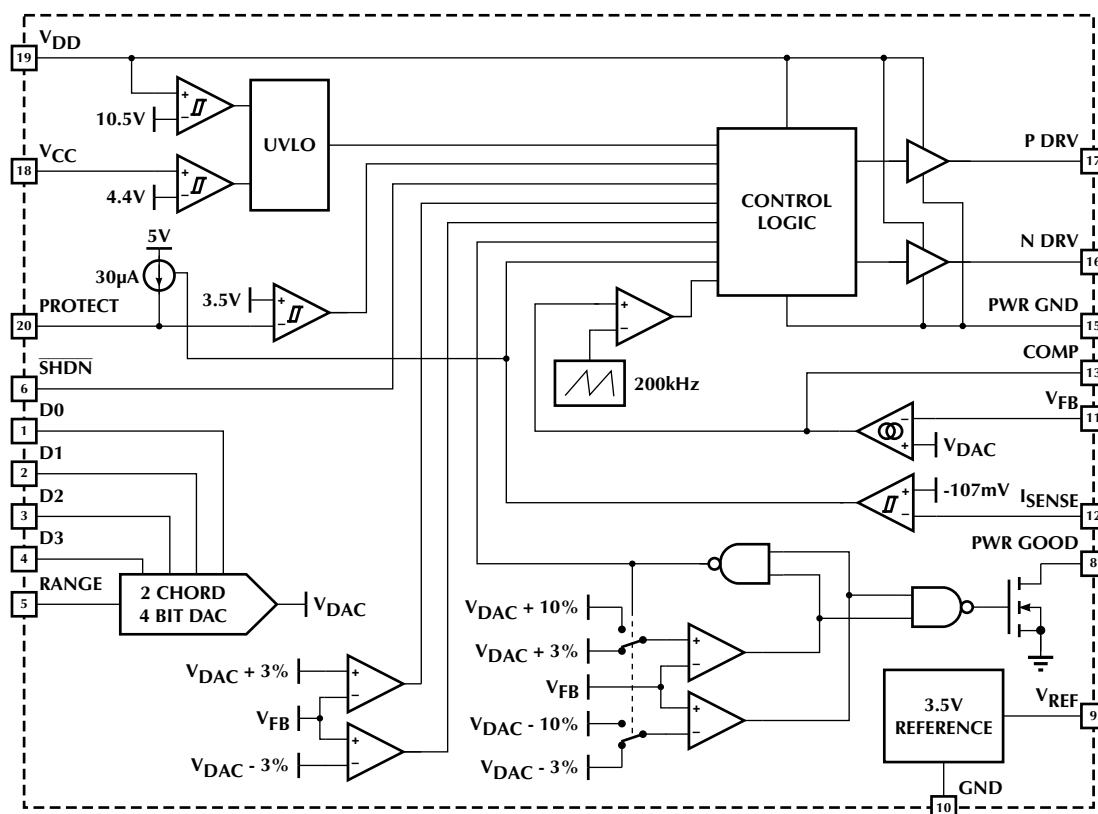 VDD
19
10.5V
+
−
UVLO
VCC
18
4.4V
+
−
CONTROL
LOGIC
P DRV
17
N DRV
16
5V
30µA
PROTECT
20
3.5V
+
−
+
−
200kHz
PWR GND
15
COMP
13
SHDN
6
VFB
11
−
+
VDAC
D0
1
D1
2
D2
3
D3
4
RANGE
5
2 CHORD
4 BIT DAC
VDAC
+
−
-107mV
ISENSE
12
PWR GOOD
8
VDAC + 10%
VDAC + 3%
VFB
VDAC - 10%
VDAC - 3%
+
−
+
−
VDAC + 3%
VFB
VDAC - 3%
+
−
+
−
3.5V
REFERENCE
VREF
9
GND
10